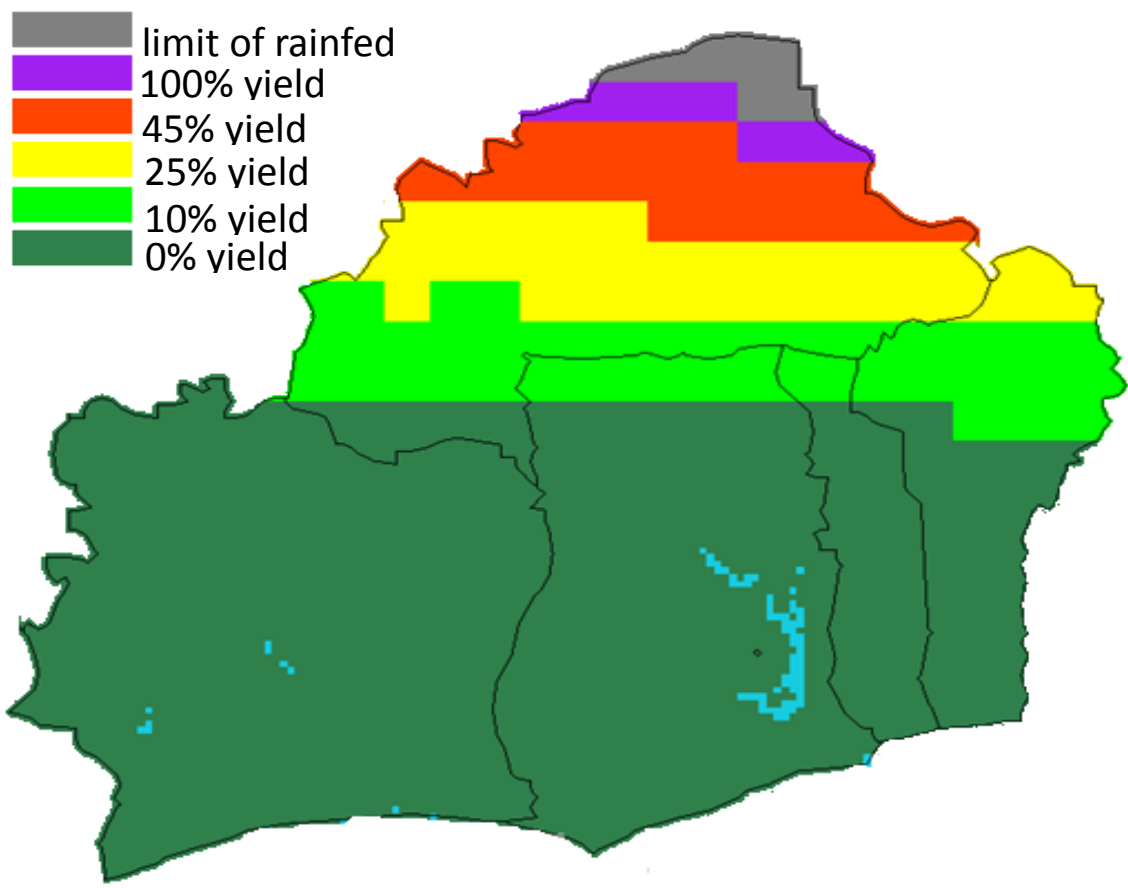 limit of rainfed
100% yield
45% yield
25% yield
10% yield
0% yield